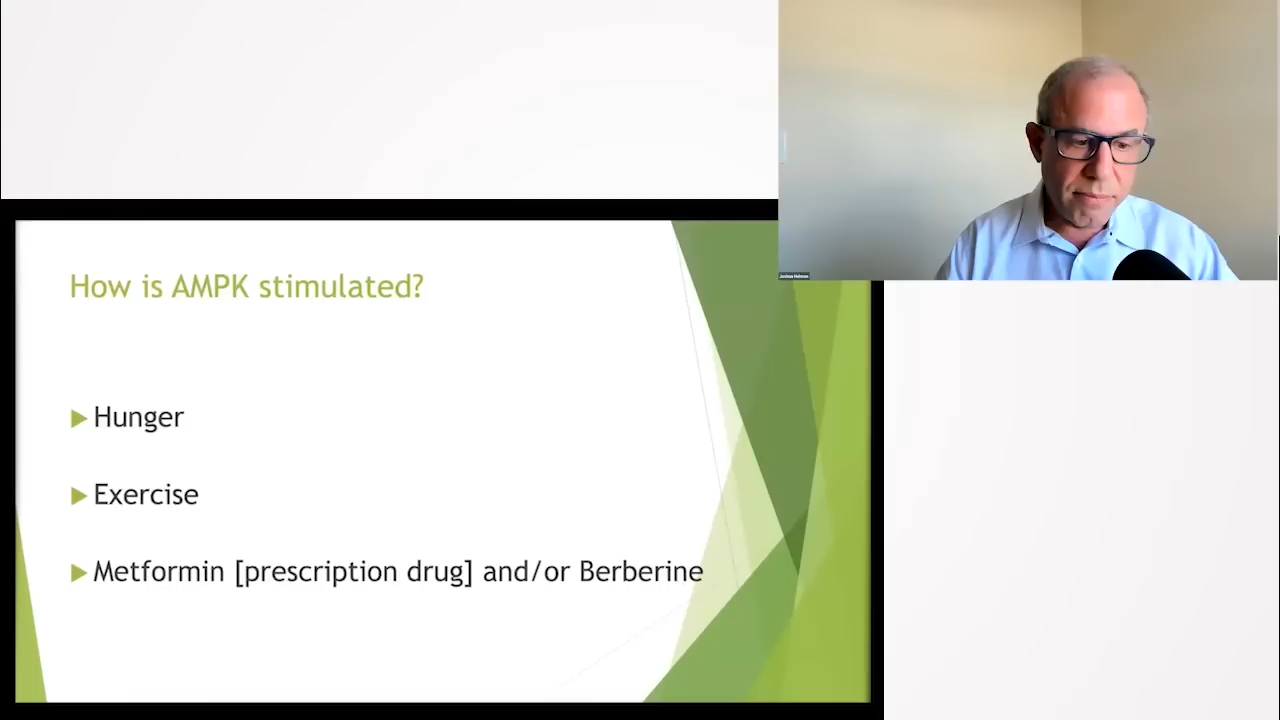 How is AMPK stimulated?
Hunger
Exercise
Metformin [prescription drug] and/or Berberine